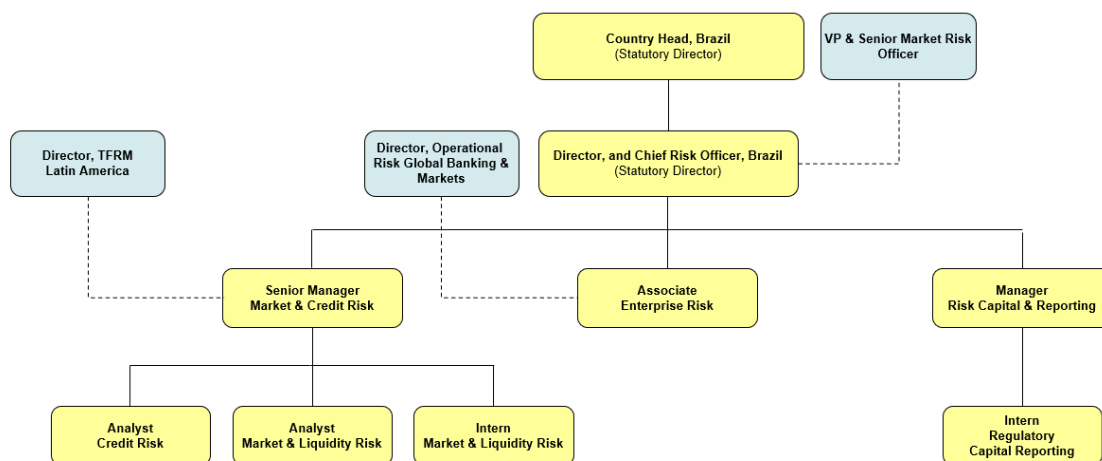 Country Head, Brazil
(Statutory Director)
VP & Senior Market Risk
Officer
Director, TFRM
Latin America
Director, Operational
Risk Global Banking &
Markets
Director, and Chief Risk Officer, Brazil
(Statutory Director)
Senior Manager
Market & Credit Risk
Associate
Enterprise Risk
Manager
Risk Capital & Reporting
Analyst
Credit Risk
Analyst
Market & Liquidity Risk
Intern
Market & Liquidity Risk
Intern
Regulatory
Capital Reporting